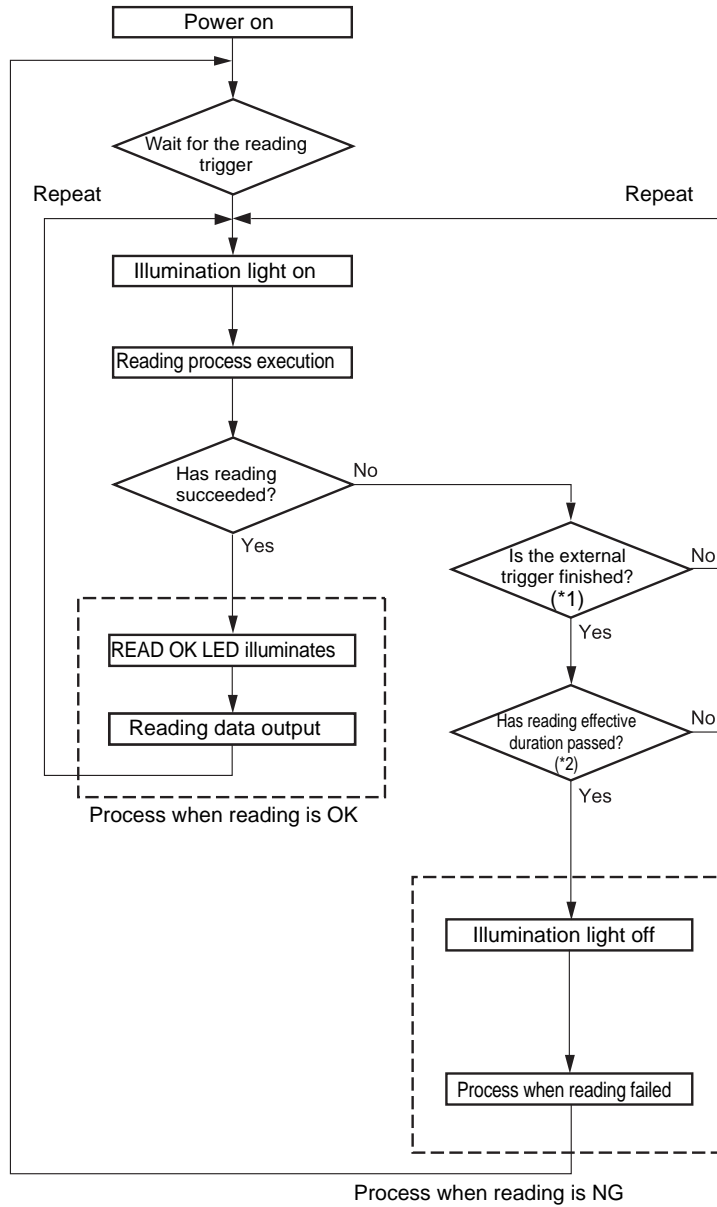 Power on
Wait for the reading
trigger
Repeat
Repeat
Illumination light on
Reading process execution
Has reading
succeeded?
No
Yes
Is the external
trigger finished?
(*1)
No
Yes
READ OK LED illuminates
Reading data output
Process when reading is OK
Has reading effective
duration passed?
(*2)
No
Yes
Illumination light off
Process when reading failed
Process when reading is NG